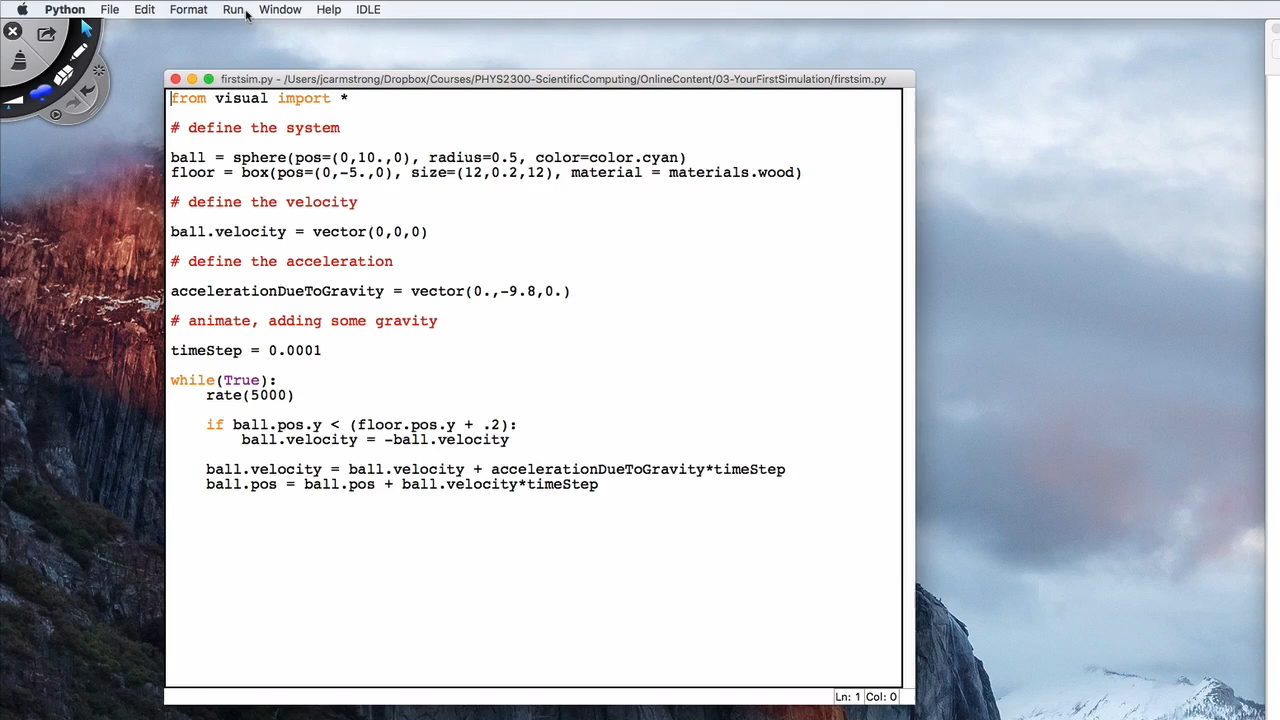 Python File Edit Format Run Window Help IDLE
firstsim.py - /Users/jcarmstrong/Dropbox/Courses/PHYS2300-ScientificComputing/OnlineContent/03-YourFirstSimulation/firstsim.py
from visual import *
# define the system
ball = sphere(pos=(0,10.,0), radius=0.5, color=color.cyan)
floor = box(pos=(0,-5.,0), size=(12,0.2,12), material = materials.wood)
# define the velocity
ball.velocity = vector(0,0,0)
# define the acceleration
accelerationDueToGravity = vector(0.,-9.8,0.)
# animate, adding some gravity
timeStep = 0.0001
while(True):
    rate(5000)
    if ball.pos.y < (floor.pos.y + .2):
        ball.velocity = -ball.velocity
    ball.velocity = ball.velocity + accelerationDueToGravity*timeStep
    ball.pos = ball.pos + ball.velocity*timeStep
Ln: 1 Col: 0